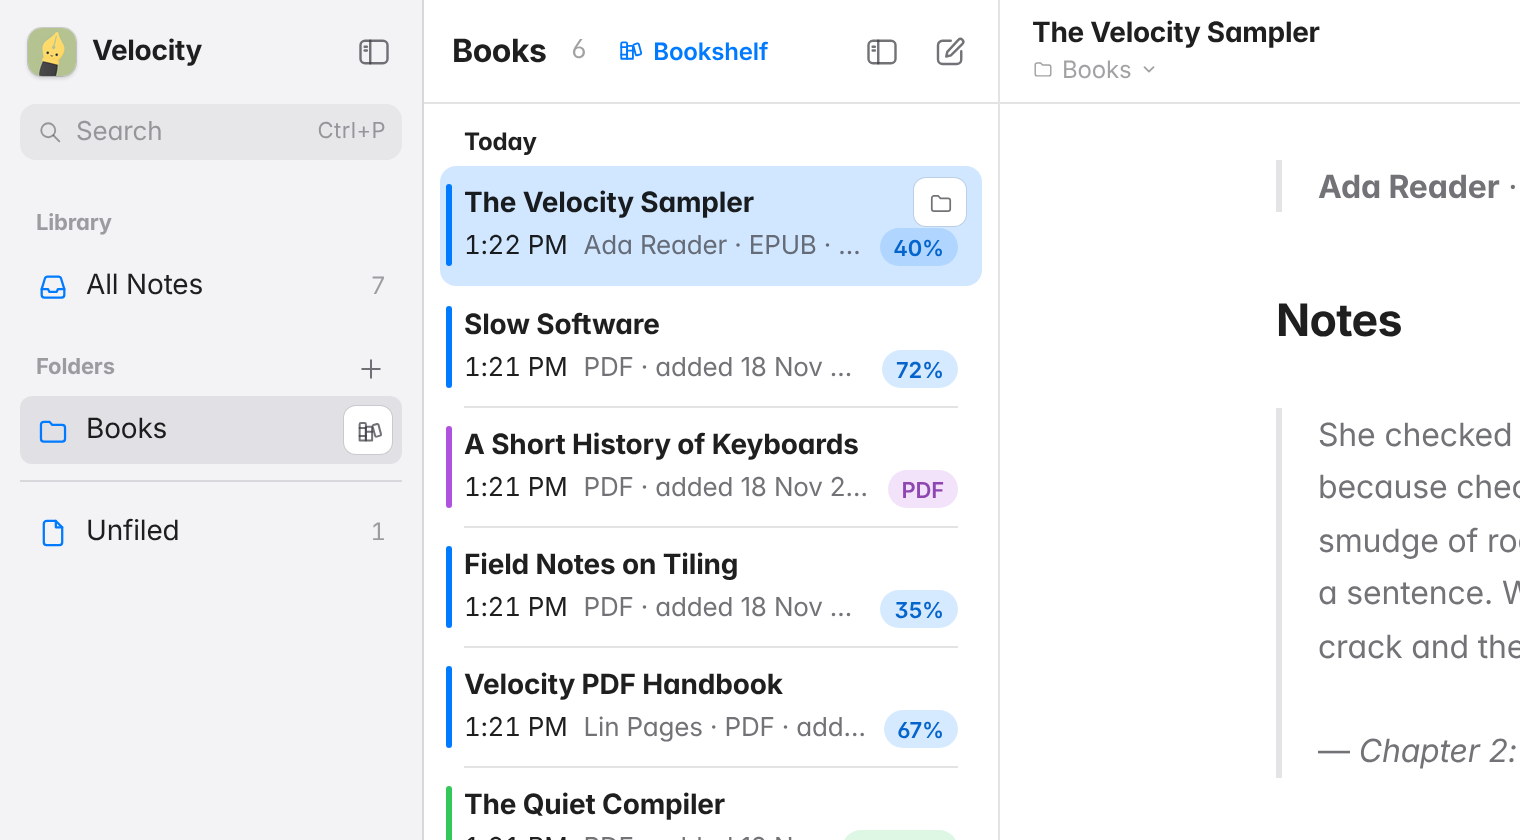 Velocity
Search Ctrl+P
Library
All Notes 7
Folders
Books
Unfiled 1
Books 6 Bookshelf
Today
The Velocity Sampler
1:22 PM Ada Reader · EPUB · ... 40%
Slow Software
1:21 PM PDF · added 18 Nov ... 72%
A Short History of Keyboards
1:21 PM PDF · added 18 Nov 2... PDF
Field Notes on Tiling
1:21 PM PDF · added 18 Nov ... 35%
Velocity PDF Handbook
1:21 PM Lin Pages · PDF · add... 67%
The Quiet Compiler
The Velocity Sampler
Books
Ada Reader ·
Notes
She checked
because
smudge of
a sentence.
crack and the
— Chapter 2: